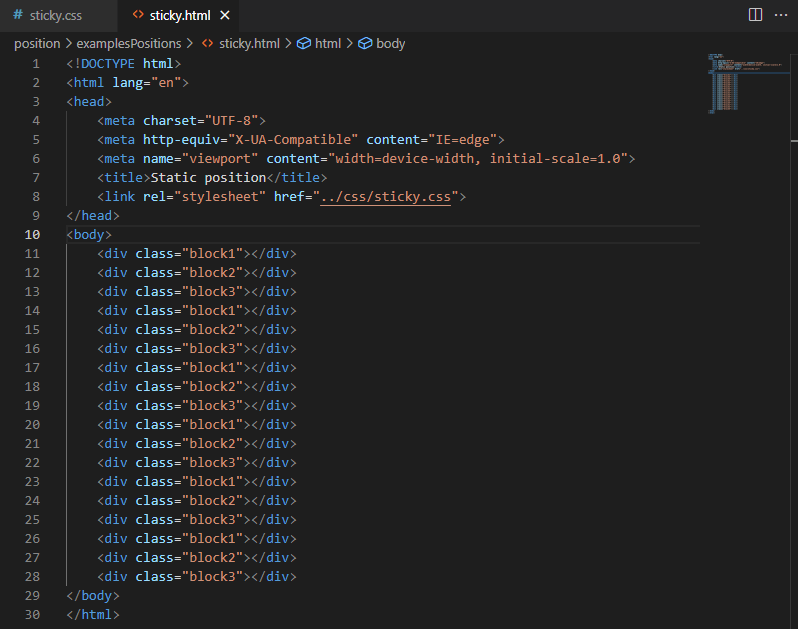 # sticky.css <> sticky.html ✕ ⋯
position > examplesPositions > <> sticky.html > html > body
1 <!DOCTYPE html>
2 <html lang="en">
3 <head>
4     <meta charset="UTF-8">
5     <meta http-equiv="X-UA-Compatible" content="IE=edge">
6     <meta name="viewport" content="width=device-width, initial-scale=1.0">
7     <title>Static position</title>
8     <link rel="stylesheet" href="../css/sticky.css">
9 </head>
10 <body>
11     <div class="block1"></div>
12     <div class="block2"></div>
13     <div class="block3"></div>
14     <div class="block1"></div>
15     <div class="block2"></div>
16     <div class="block3"></div>
17     <div class="block1"></div>
18     <div class="block2"></div>
19     <div class="block3"></div>
20     <div class="block1"></div>
21     <div class="block2"></div>
22     <div class="block3"></div>
23     <div class="block1"></div>
24     <div class="block2"></div>
25     <div class="block3"></div>
26     <div class="block1"></div>
27     <div class="block2"></div>
28     <div class="block3"></div>
29 </body>
30 </html>